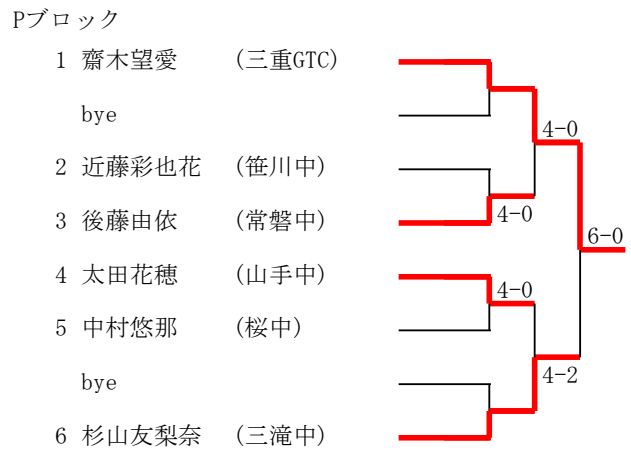 Pブロック
1 齋木望愛 (三重GTC)
bye
4-0
2 近藤彩也花 (笹川中)
3 後藤由依 (常磐中)
4-0
6-0
4 太田花穂 (山手中)
4-0
5 中村悠那 (桜中)
bye
4-2
6 杉山友梨奈 (三滝中)